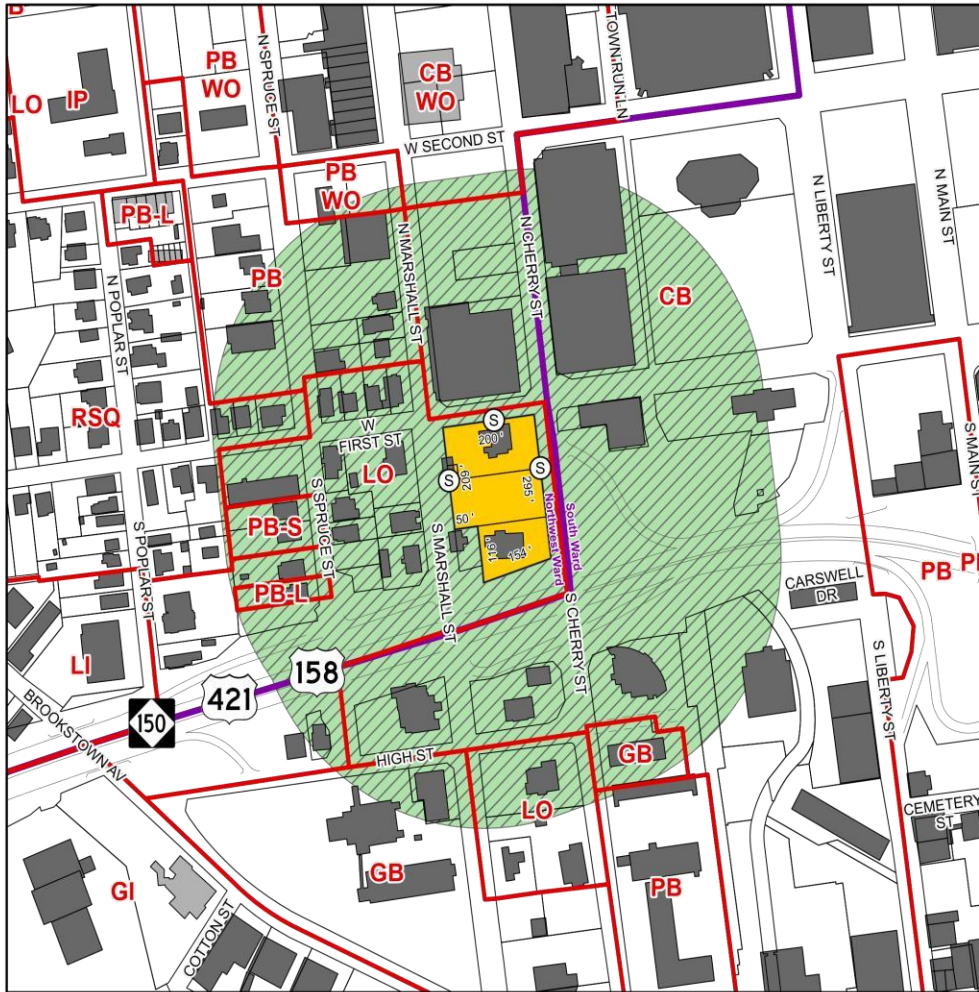 B
LO
IP
PB
WO
N SPRUCE ST
CB
WO
TOWN RUN LN
W SECOND ST
PB
WO
PB-L
N POPLAR ST
PB
N MARSHALL ST
N CHERRY ST
CB
N LIBERTY ST
N MAIN ST
RSQ
W
FIRST ST
LO
S
200 '
S
S
209 '
295 '
50 '
116 '
154 '
South Ward
Northwest Ward
PB-S
S SPRUCE ST
S MARSHALL ST
S POPLAR ST
PB-L
S CHERRY ST
CARSWELL
DR
S MAIN ST
PB
LI
158
421
150
S LIBERTY ST
BROOKSTOWN AV
HIGH ST
GB
LO
CEMETERY
ST
GB
PB
GI
COTTON ST